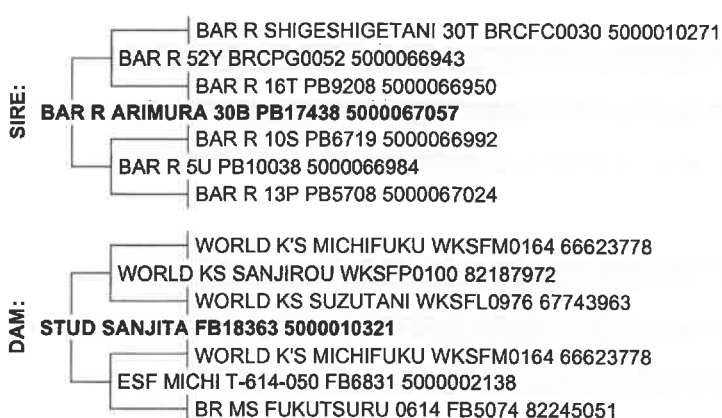 SIRE:
BAR R SHIGESHIGETANI 30T BRCFC0030 5000010271
BAR R 52Y BRCPG0052 5000066943
BAR R 16T PB9208 5000066950
BAR R ARIMURA 30B PB17438 5000067057
BAR R 10S PB6719 5000066992
BAR R 5U PB10038 5000066984
BAR R 13P PB5708 5000067024
DAM:
WORLD K'S MICHIFUKU WKSFM0164 66623778
WORLD KS SANJIROU WKSFP0100 82187972
WORLD KS SUZUTANI WKSFL0976 67743963
STUD SANJITA FB18363 5000010321
WORLD K'S MICHIFUKU WKSFM0164 66623778
ESF MICHI T-614-050 FB6831 5000002138
BR MS FUKUTSURU 0614 FB5074 82245051